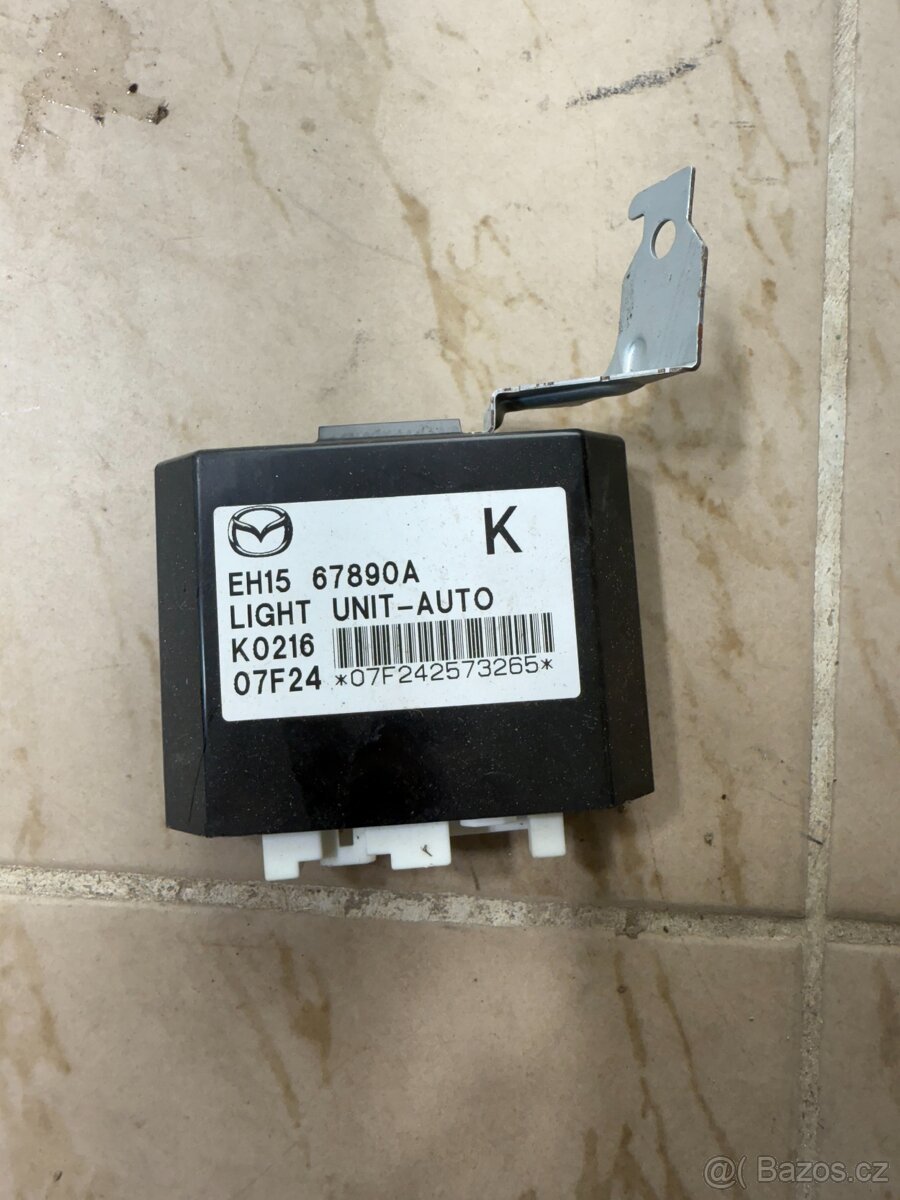 K
EH15 67890A
LIGHT UNIT-AUTO
K0216
07F24 *07F242573265*
@( Bazos.cz